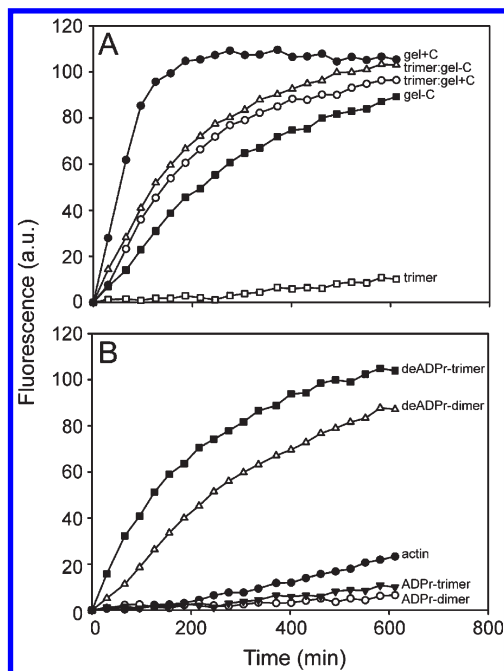 A
120
100
80
60
40
20
0
gel+C
trimer:gel-C
trimer:gel+C
gel-C
trimer
Fluorescence (a.u.)
B
120
100
80
60
40
20
0
deADPr-trimer
deADPr-dimer
actin
ADPr-trimer
ADPr-dimer
0 200 400 600 800
Time (min)